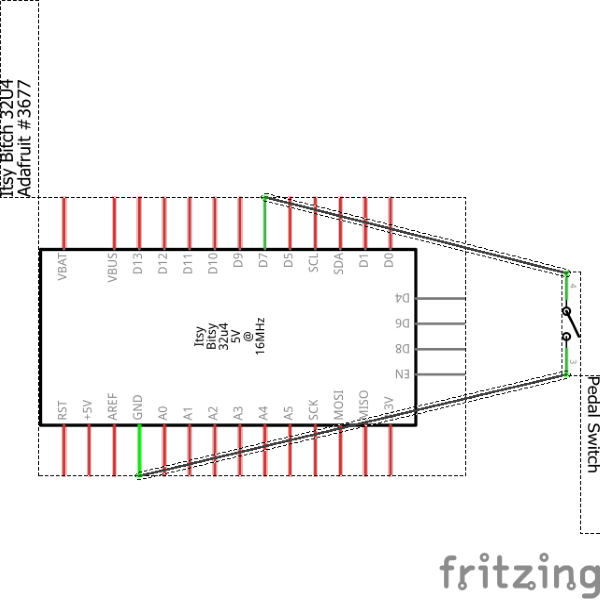 Itsy Bitch 32U4
Adafruit #3677
VBAT
VBUS
D13
D12
D11
D10
D9
D7
D5
SCL
SDA
D1
D0
D4
D6
D8
EN
Itsy
Bitsy
32u4
5V
@
16MHz
RST
+5V
AREF
GND
A0
A1
A2
A3
A4
A5
SCK
MOSI
MISO
3V
4
3
Pedal Switch
fritzing